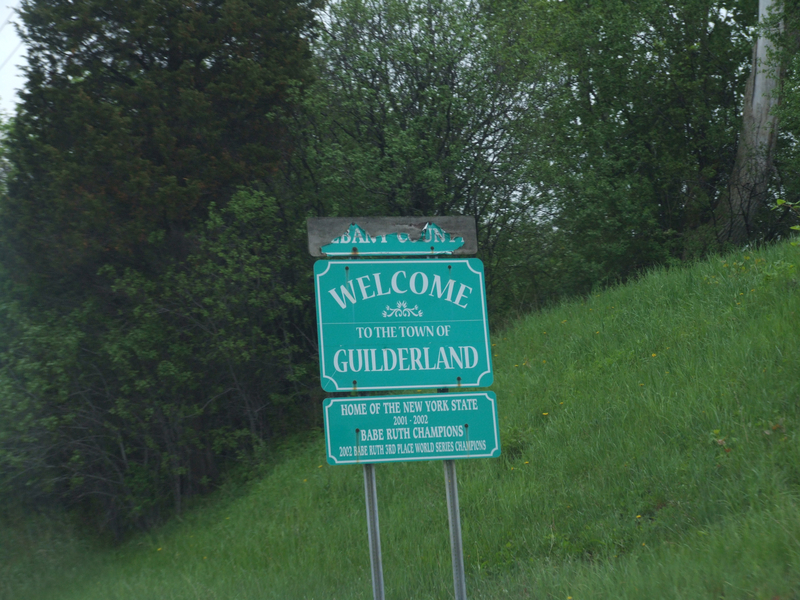 WELCOME
TO THE TOWN OF
GUILDERLAND
HOME OF THE NEW YORK STATE
2001 - 2002
BABE RUTH CHAMPIONS
2002 BABE RUTH 3RD PLACE WORLD SERIES CHAMPIONS